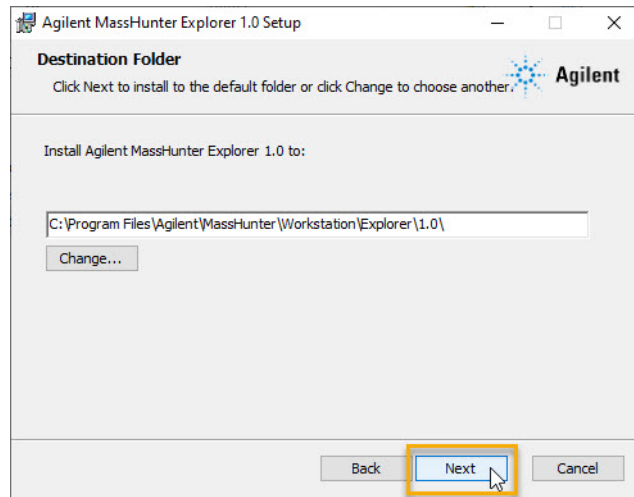 Agilent MassHunter Explorer 1.0 Setup
Destination Folder
Click Next to install to the default folder or click Change to choose another.
Agilent
Install Agilent MassHunter Explorer 1.0 to:
C:\Program Files\Agilent\MassHunter\Workstation\Explorer\1.0\
Change...
Back Next Cancel